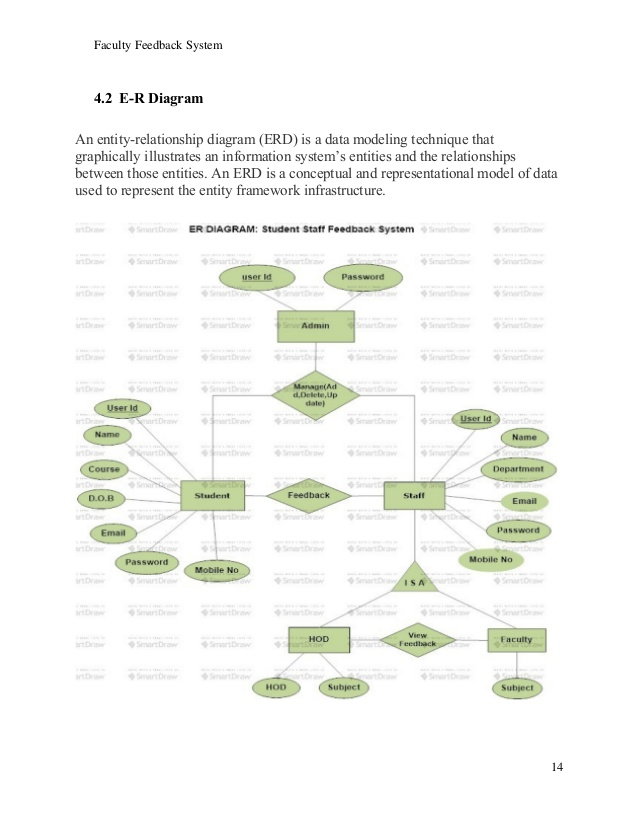 Faculty Feedback System
4.2 E-R Diagram
An entity-relationship diagram (ERD) is a data modeling technique that
graphically illustrates an information system's entities and the relationships
between those entities. An ERD is a conceptual and representational model of data
used to represent the entity framework infrastructure.
ER DIAGRAM: Student Staff Feedback System
user Id
Password
Admin
Manage(Ad
d,Delete,Up
date)
User Id
Name
Course
D.O.B
Email
Password
Mobile No
Student
Feedback
Staff
User Id
Name
Department
Email
Password
Mobile No
I S A
HOD
View
Feedback
Faculty
HOD
Subject
Subject
SmartDraw
14